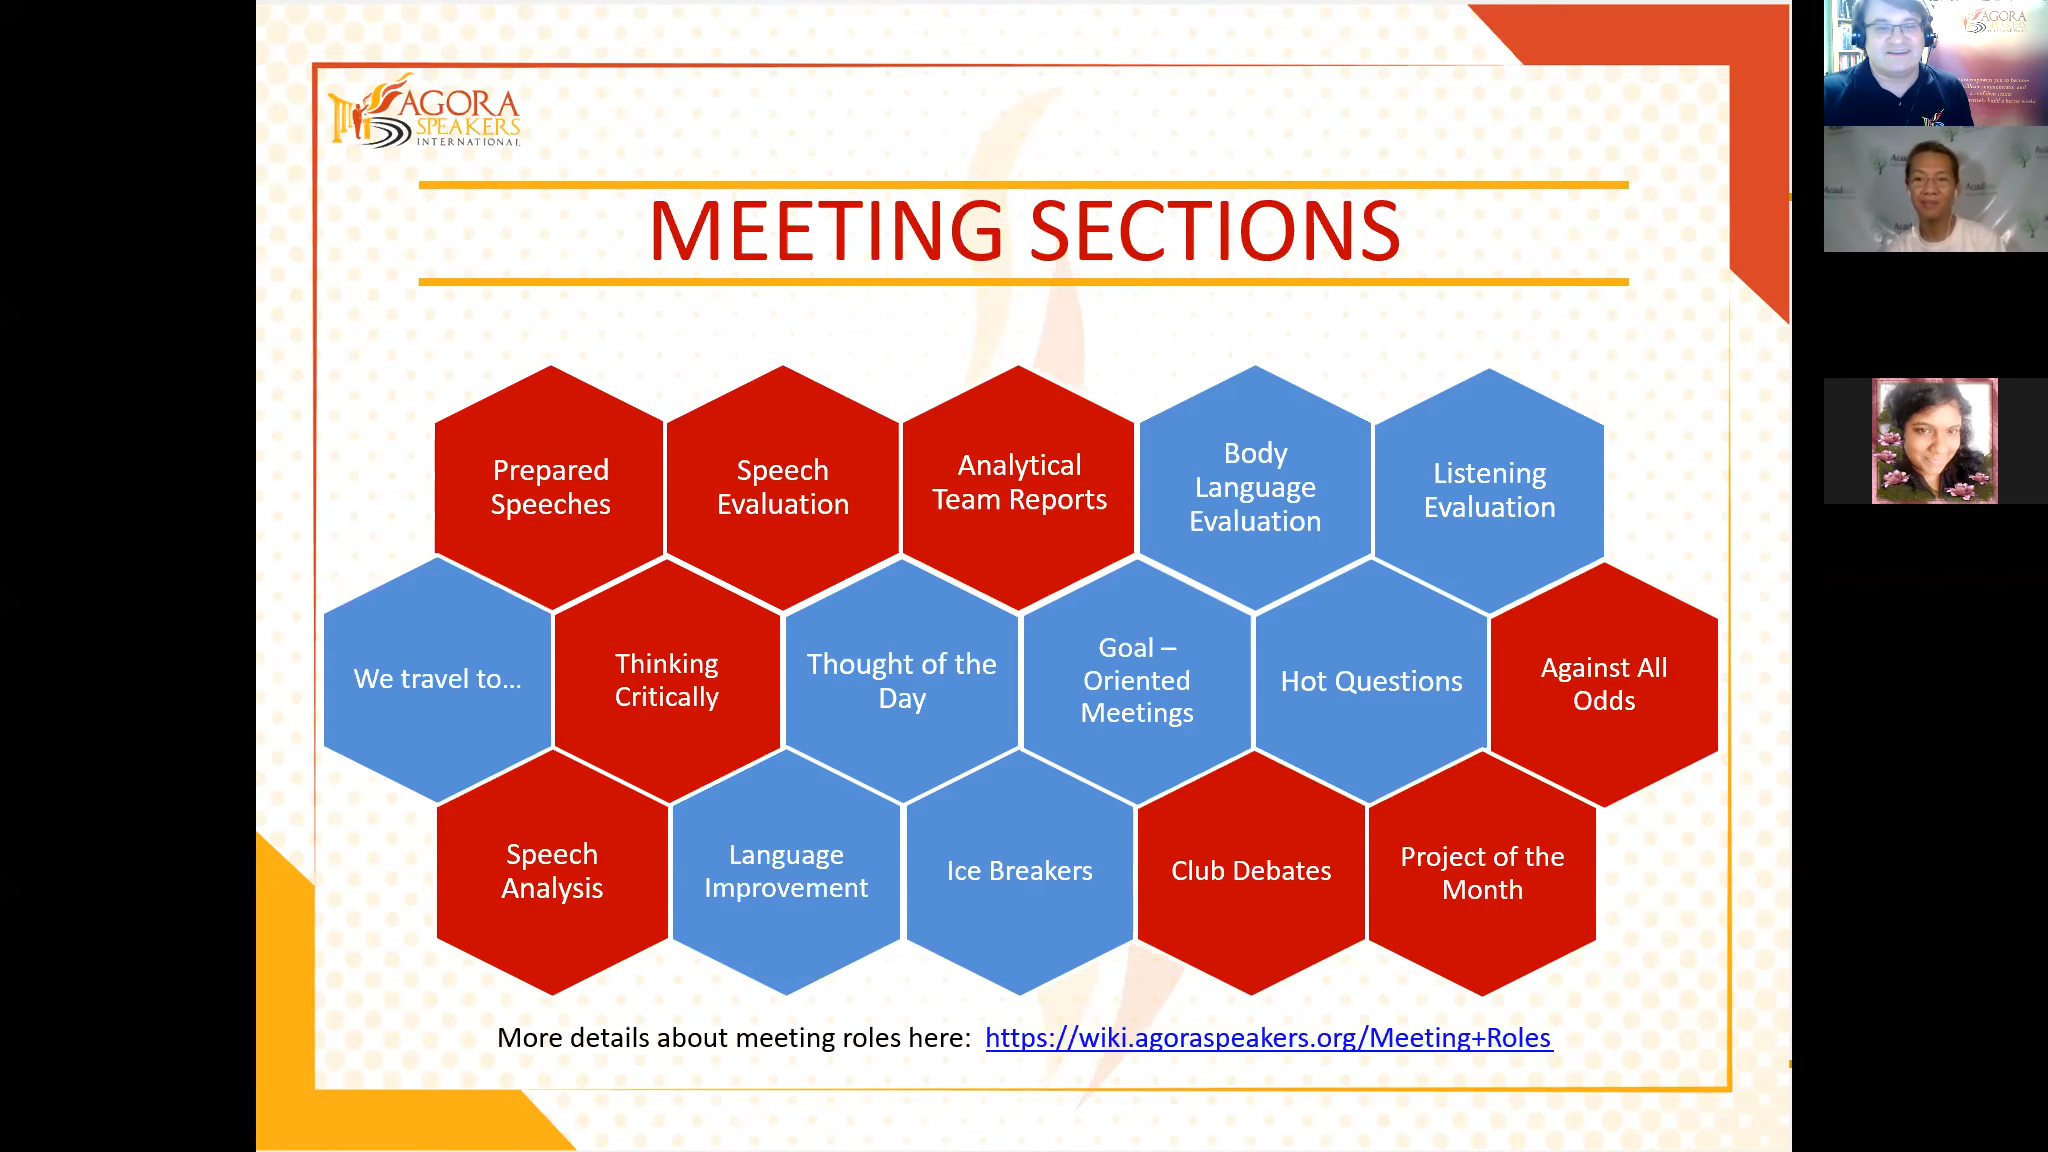 AGORA
SPEAKERS
INTERNATIONAL
MEETING SECTIONS
Prepared
Speeches
Speech
Evaluation
Analytical
Team Reports
Body
Language
Evaluation
Listening
Evaluation
We travel to...
Thinking
Critically
Thought of the
Day
Goal –
Oriented
Meetings
Hot Questions
Against All
Odds
Speech
Analysis
Language
Improvement
Ice Breakers
Club Debates
Project of the
Month
More details about meeting roles here: https://wiki.agoraspeakers.org/Meeting+Roles
AGORA
SPEAKERS
INTERNATIONAL